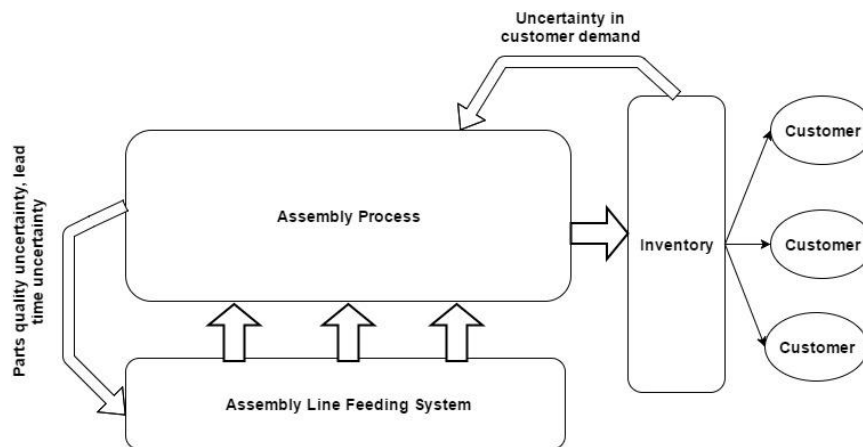 Uncertainty in
customer demand
Customer
Parts quality uncertainty, lead
time uncertainty
Assembly Process
Inventory
Customer
Customer
Assembly Line Feeding System